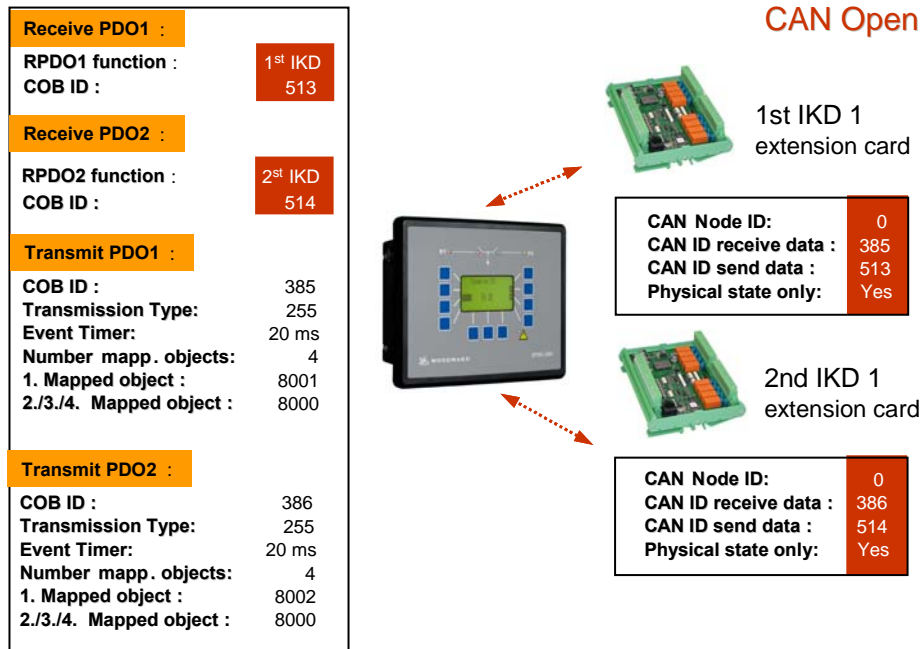 CAN Open
Receive PDO1 :
RPDO1 function : 1st IKD
COB ID : 513
Receive PDO2 :
RPDO2 function : 2st IKD
COB ID : 514
Transmit PDO1 :
COB ID : 385
Transmission Type: 255
Event Timer: 20 ms
Number mapp. objects: 4
1. Mapped object : 8001
2./3./4. Mapped object : 8000
Transmit PDO2 :
COB ID : 386
Transmission Type: 255
Event Timer: 20 ms
Number mapp. objects: 4
1. Mapped object : 8002
2./3./4. Mapped object : 8000
WOODWARD
1st IKD 1
extension card
CAN Node ID: 0
CAN ID receive data : 385
CAN ID send data : 513
Physical state only: Yes
2nd IKD 1
extension card
CAN Node ID: 0
CAN ID receive data : 386
CAN ID send data : 514
Physical state only: Yes